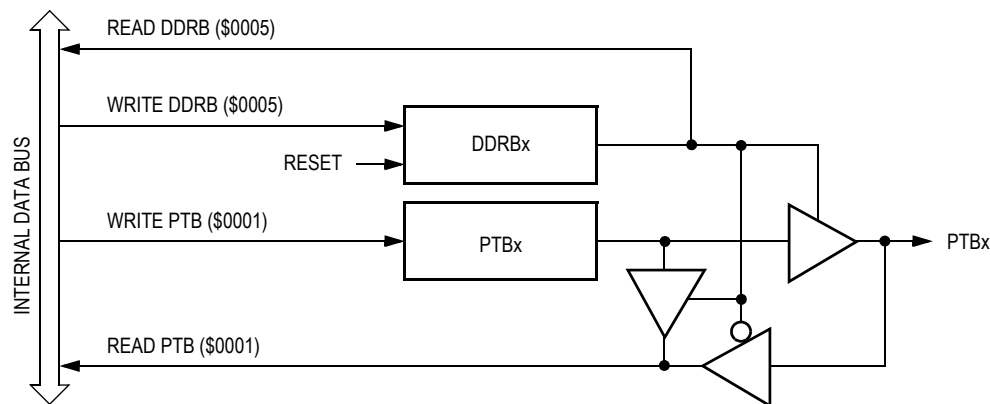 READ DDRB ($0005)
WRITE DDRB ($0005)
DDRBx
RESET
INTERNAL DATA BUS
WRITE PTB ($0001)
PTBx
PTBx
READ PTB ($0001)